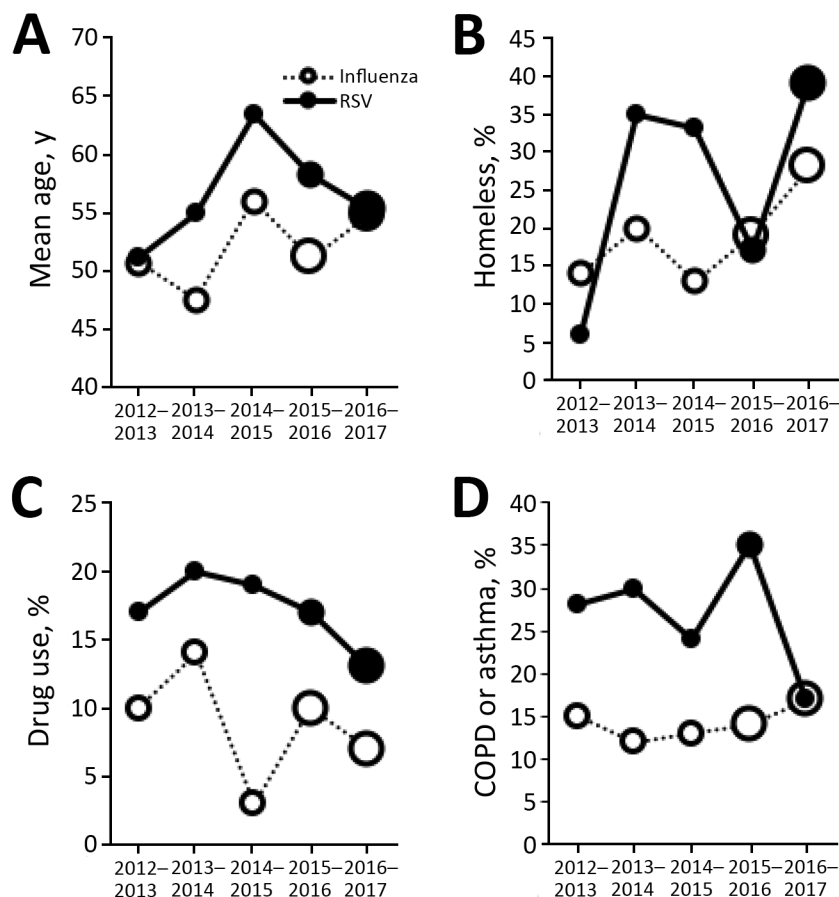 A
Mean age, y
70
65
60
55
50
45
40
Influenza
RSV
2012– 2013– 2014– 2015– 2016–
2013 2014 2015 2016 2017
B
Homeless, %
45
40
35
30
25
20
15
10
5
0
2012– 2013– 2014– 2015– 2016–
2013 2014 2015 2016 2017
C
Drug use, %
25
20
15
10
5
0
2012– 2013– 2014– 2015– 2016–
2013 2014 2015 2016 2017
D
COPD or asthma, %
40
35
30
25
20
15
10
5
0
2012– 2013– 2014– 2015– 2016–
2013 2014 2015 2016 2017